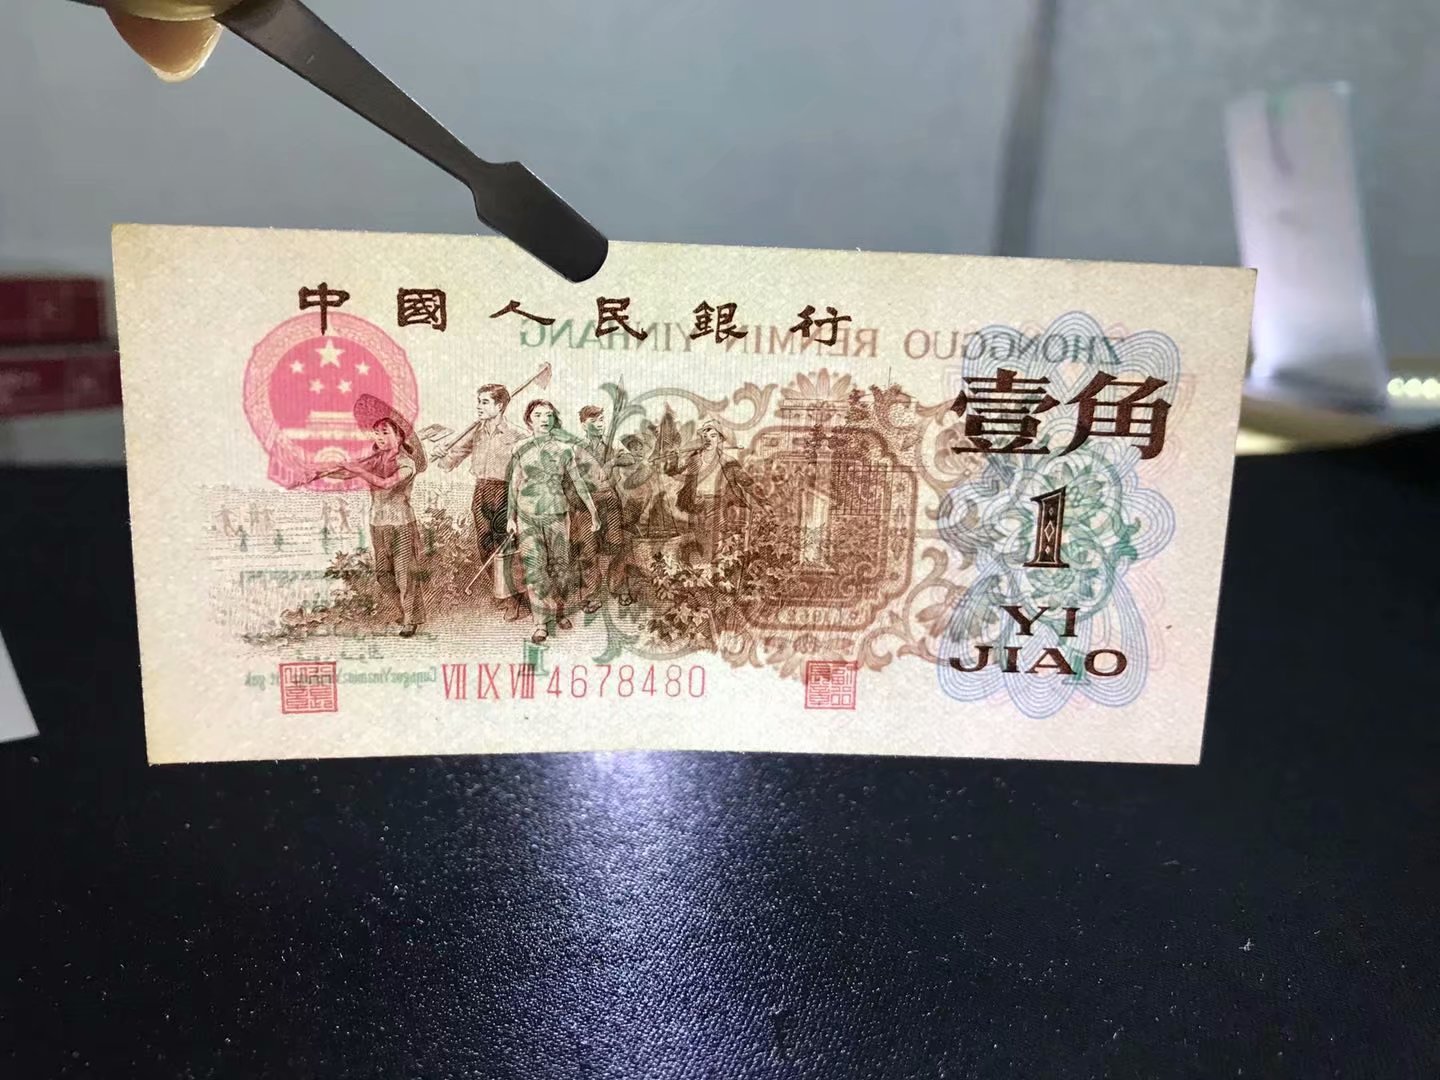 中國人民銀行
ZHONGGUO RENMIN YINHANG
壹角
1
YI
JIAO
VII IX VIII 4678480